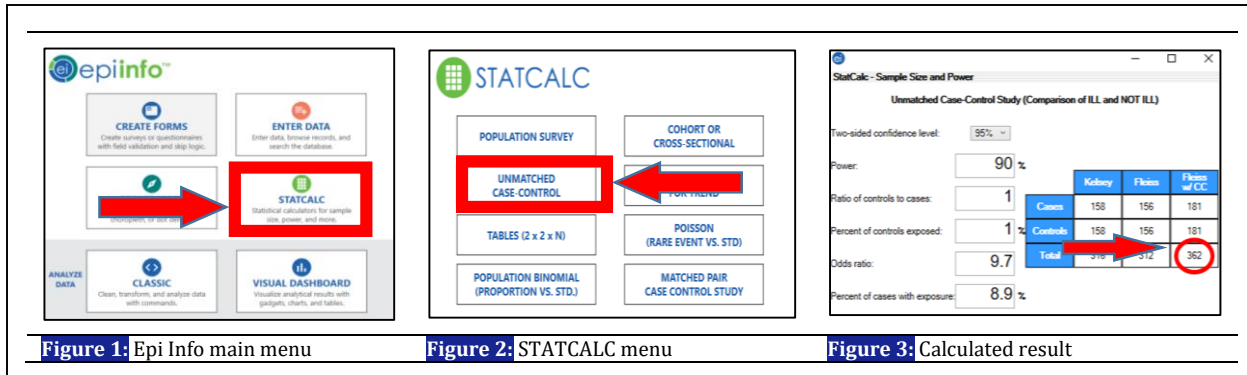 epiinfo™
CREATE FORMS
Create surveys or questionnaires
with field validation and skip logic.
ENTER DATA
Enter data, browse records, and
search the database.
STATCALC
Statistical calculators for sample
size, power, and more.
ANALYZE
DATA
CLASSIC
Clean, transform, and analyze data
with commands.
VISUAL DASHBOARD
Visualize analytical results with
gadgets, charts, and tables.
Figure 1: Epi Info main menu
STATCALC
POPULATION SURVEY
COHORT OR
CROSS-SECTIONAL
UNMATCHED
CASE-CONTROL
FOR TREND
TABLES (2 x 2 x N)
POISSON
(RARE EVENT VS. STD)
POPULATION BINOMIAL
(PROPORTION VS. STD.)
MATCHED PAIR
CASE CONTROL STUDY
Figure 2: STATCALC menu
StatCalc - Sample Size and Power
Unmatched Case-Control Study (Comparison of ILL and NOT ILL)
Two-sided confidence level: 95%
Power: 90 %
Ratio of controls to cases: 1
Percent of controls exposed: 1 %
Odds ratio: 9.7
Percent of cases with exposure: 8.9 %
Kelsey Fleiss Fleiss w/ CC
Cases 158 156 181
Controls 158 156 181
Total 316 312 362
Figure 3: Calculated result